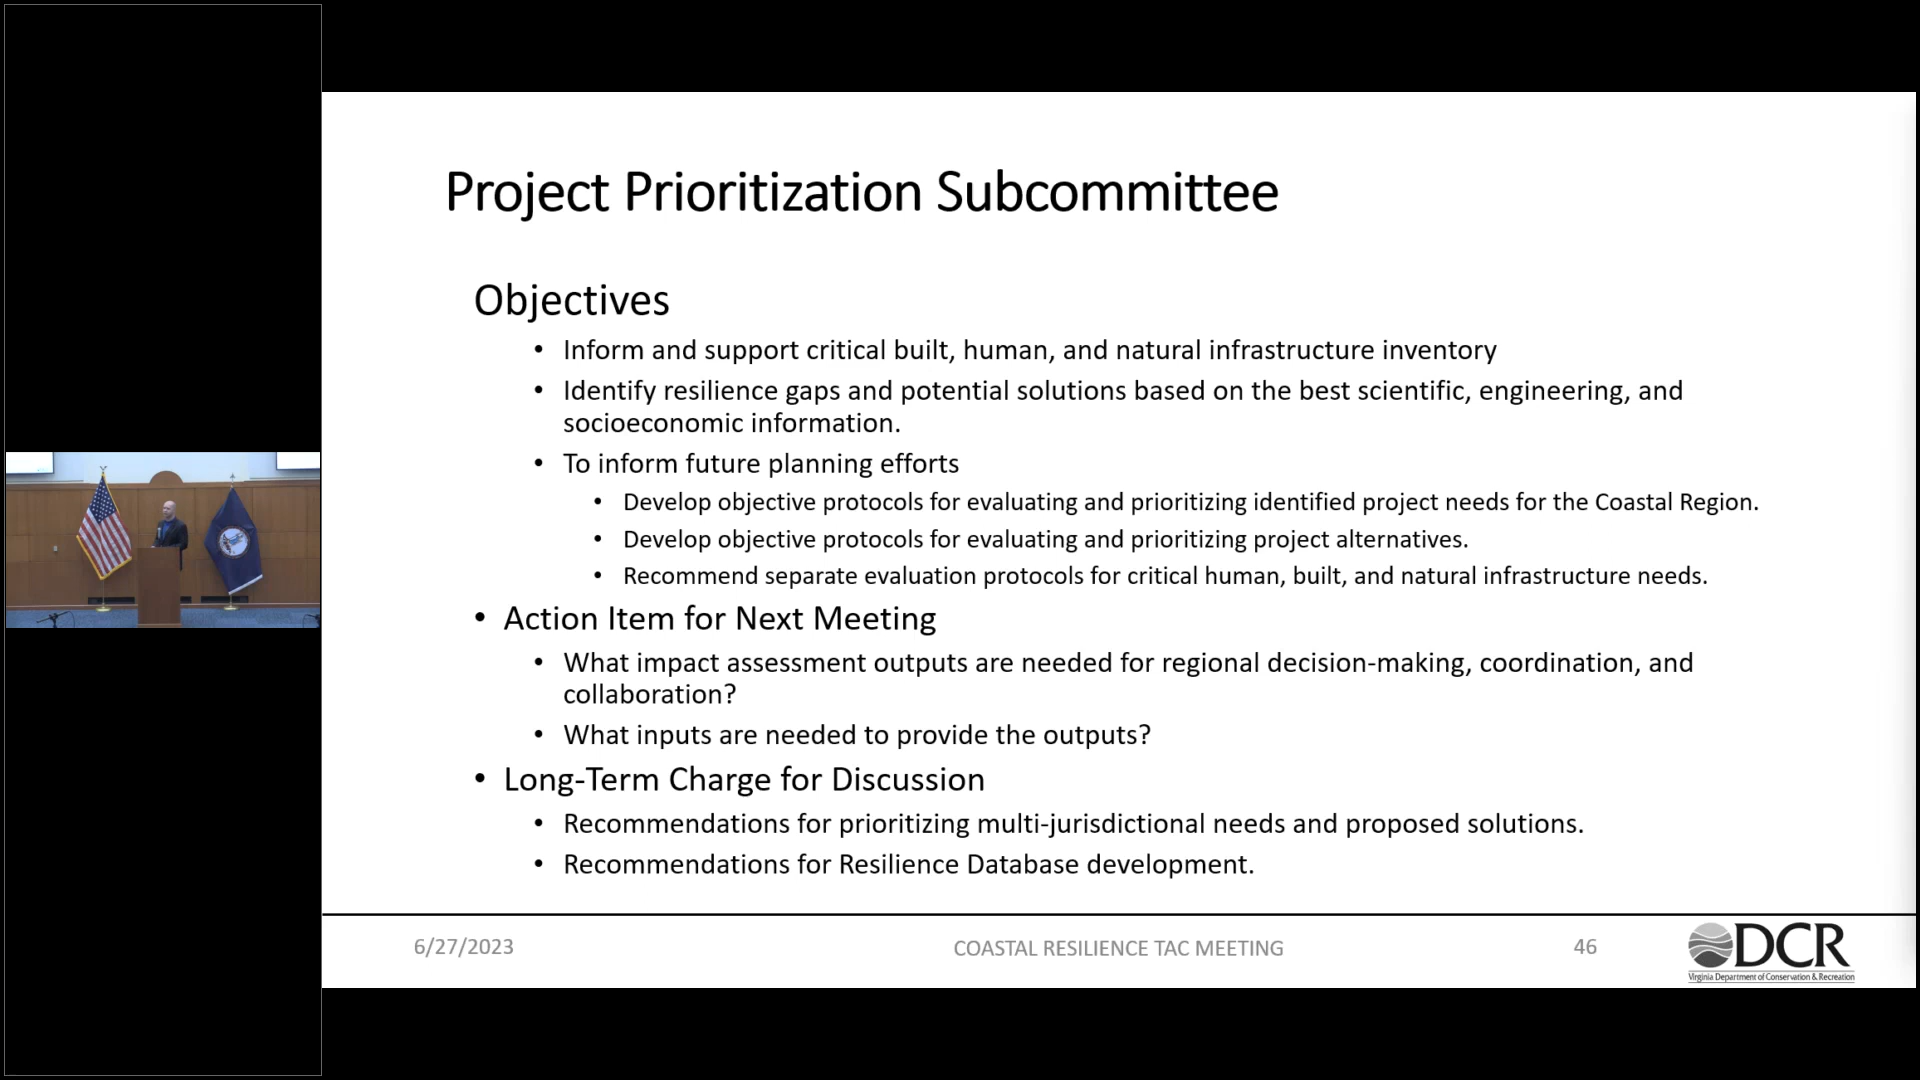 Project Prioritization Subcommittee
Objectives
• Inform and support critical built, human, and natural infrastructure inventory
• Identify resilience gaps and potential solutions based on the best scientific, engineering, and
socioeconomic information.
• To inform future planning efforts
• Develop objective protocols for evaluating and prioritizing identified project needs for the Coastal Region.
• Develop objective protocols for evaluating and prioritizing project alternatives.
• Recommend separate evaluation protocols for critical human, built, and natural infrastructure needs.
• Action Item for Next Meeting
• What impact assessment outputs are needed for regional decision-making, coordination, and
collaboration?
• What inputs are needed to provide the outputs?
• Long-Term Charge for Discussion
• Recommendations for prioritizing multi-jurisdictional needs and proposed solutions.
• Recommendations for Resilience Database development.
6/27/2023
COASTAL RESILIENCE TAC MEETING
46
DCR
Virginia Department of Conservation & Recreation